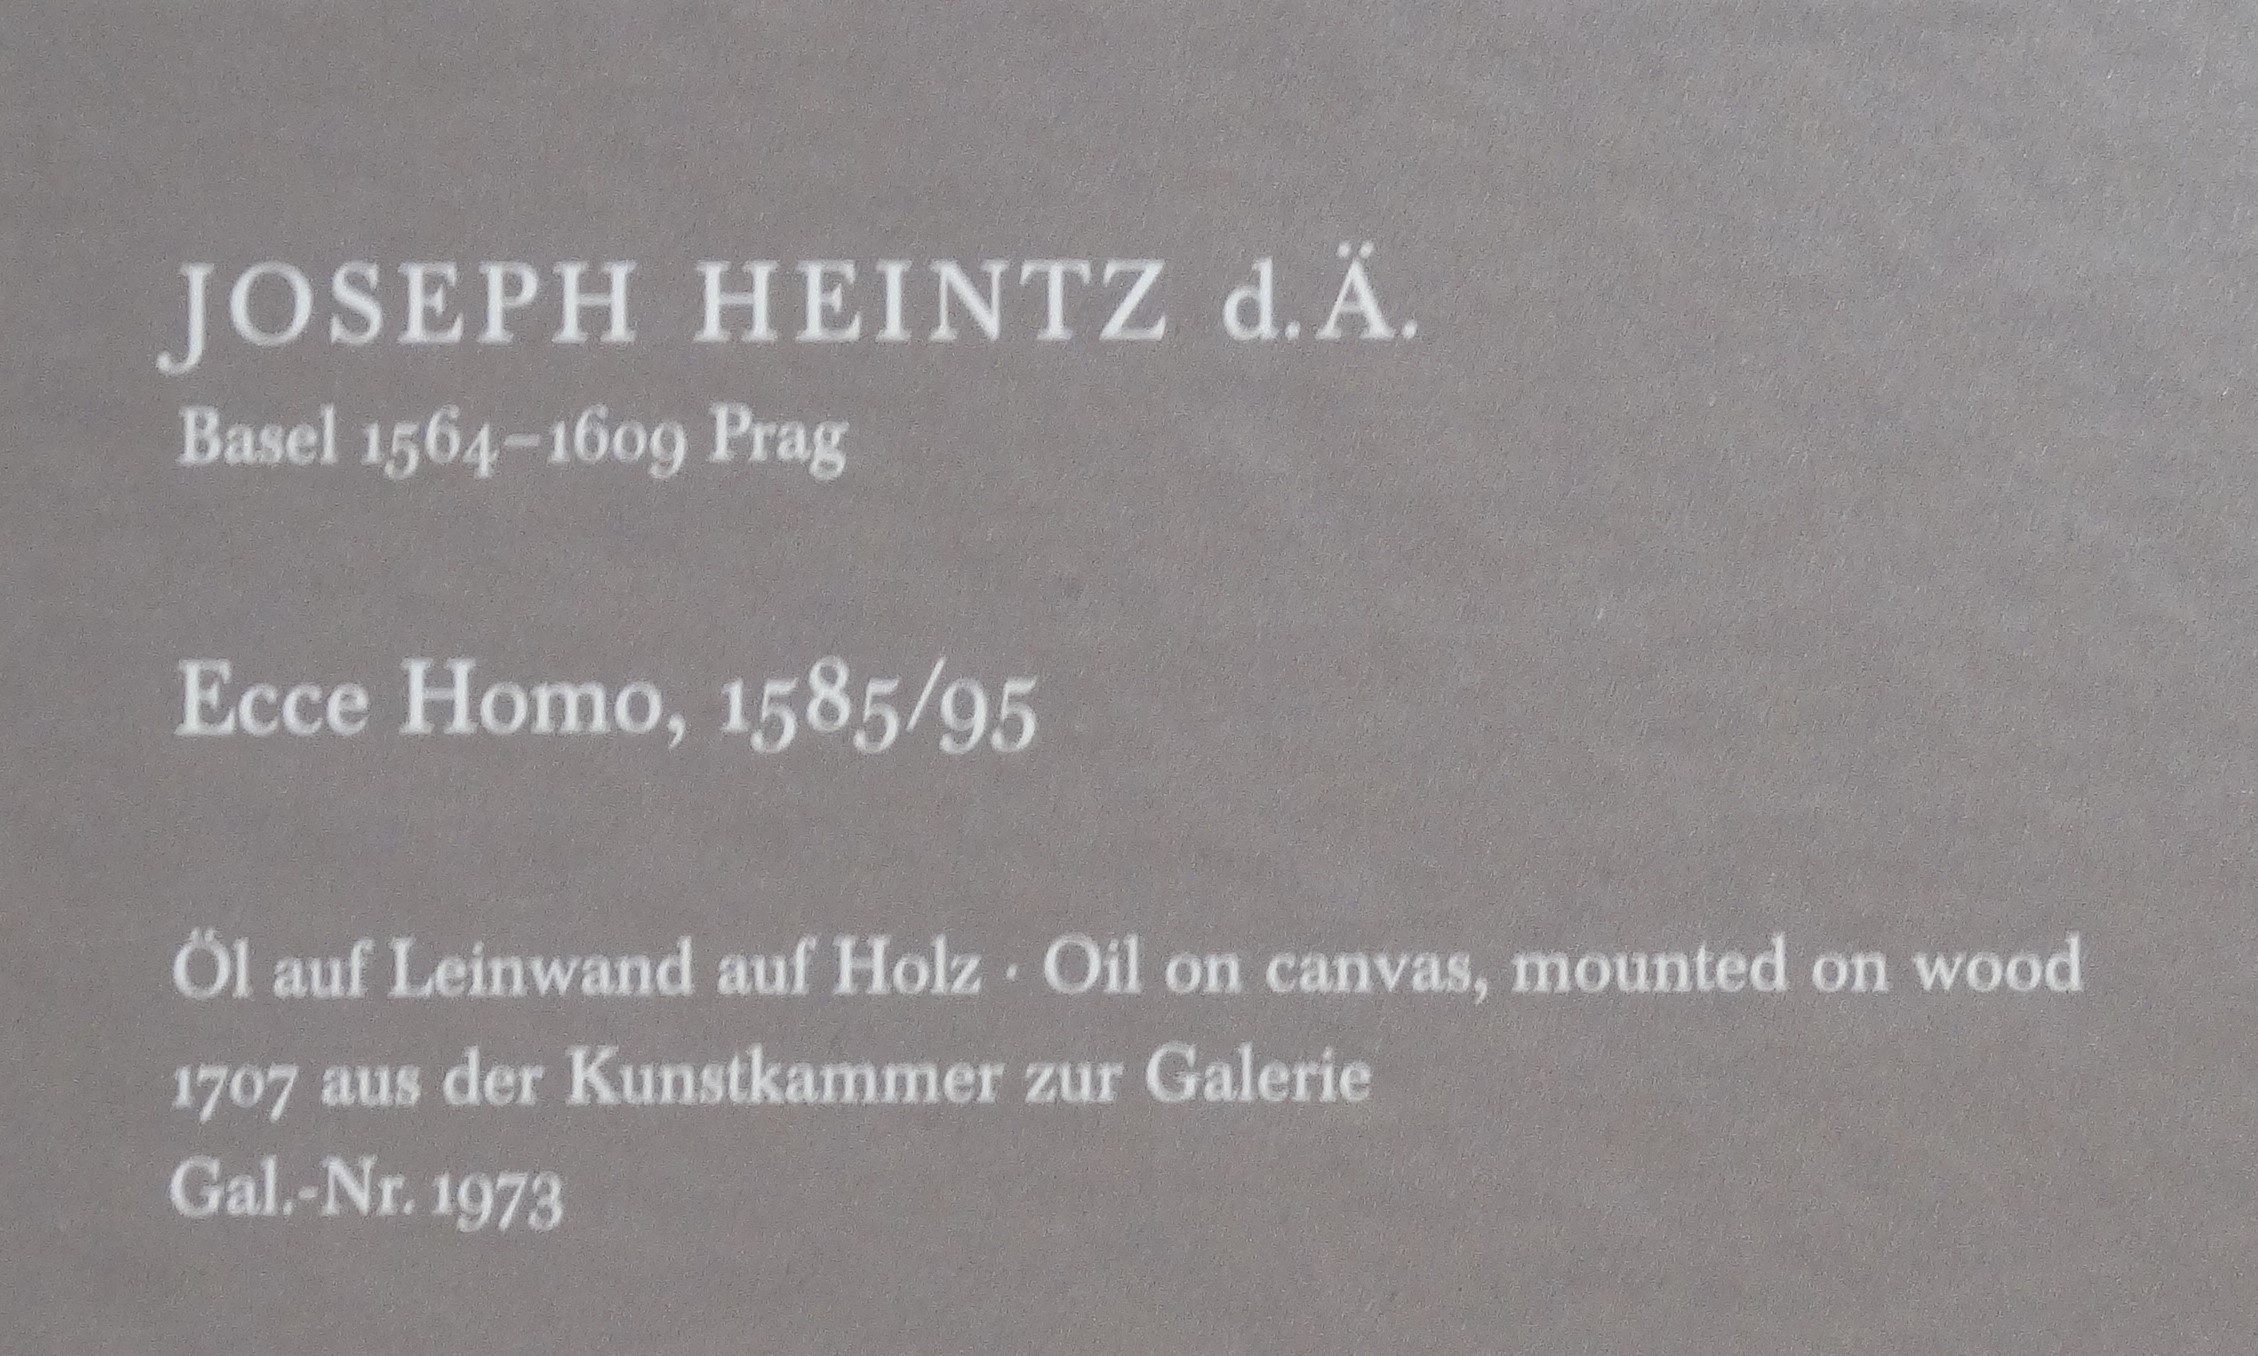 JOSEPH HEINTZ d. Ä.
Basel 1564–1609 Prag
Ecce Homo, 1585/95
Öl auf Leinwand auf Holz · Oil on canvas, mounted on wood
1707 aus der Kunstkammer zur Galerie
Gal.-Nr. 1973